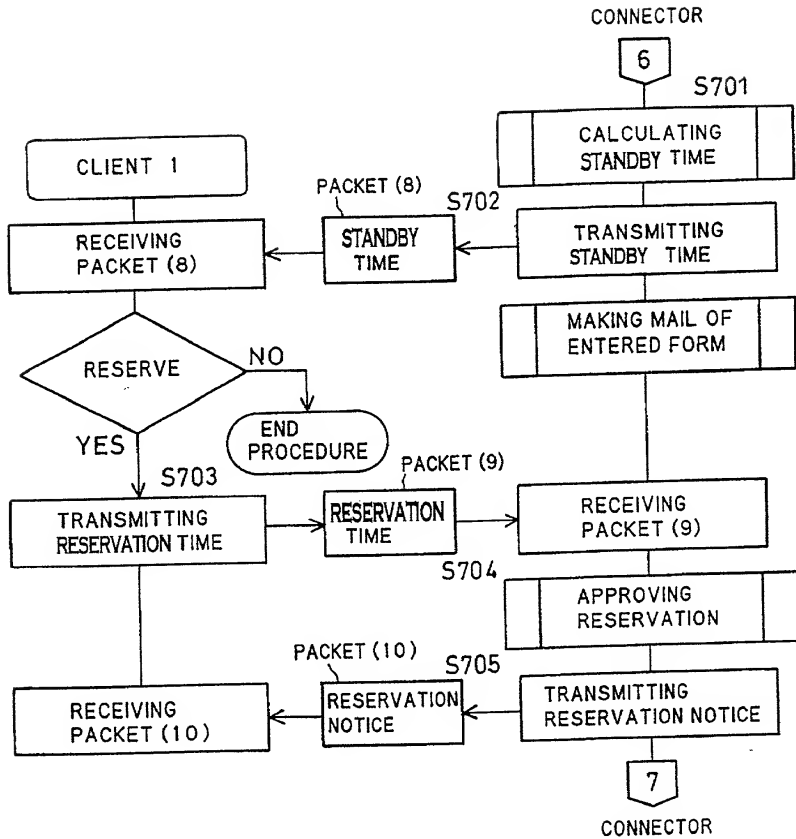 CONNECTOR
6
S701
CALCULATING
STANDBY TIME
CLIENT 1
PACKET (8)
S702
RECEIVING
PACKET (8)
STANDBY
TIME
TRANSMITTING
STANDBY TIME
MAKING MAIL OF
ENTERED FORM
RESERVE
NO
YES
END
PROCEDURE
S703
PACKET (9)
TRANSMITTING
RESERVATION TIME
RESERVATION
TIME
RECEIVING
PACKET (9)
S704
APPROVING
RESERVATION
PACKET (10)
S705
RECEIVING
PACKET (10)
RESERVATION
NOTICE
TRANSMITTING
RESERVATION NOTICE
7
CONNECTOR